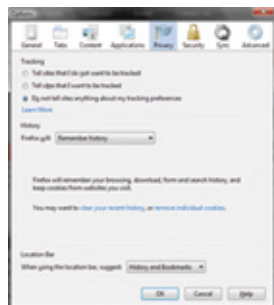 Options
General Tabs Content Applications Privacy Security Sync Advanced
Tracking
Tell sites that I do not want to be tracked
Tell sites that I want to be tracked
Do not tell sites anything about my tracking preferences
Learn More
History
Firefox will: Remember history
Firefox will remember your browsing, download, form and search history, and
keep cookies from websites you visit.
You may want to clear your recent history, or remove individual cookies.
Location Bar
When using the location bar, suggest: History and Bookmarks
OK Cancel Help